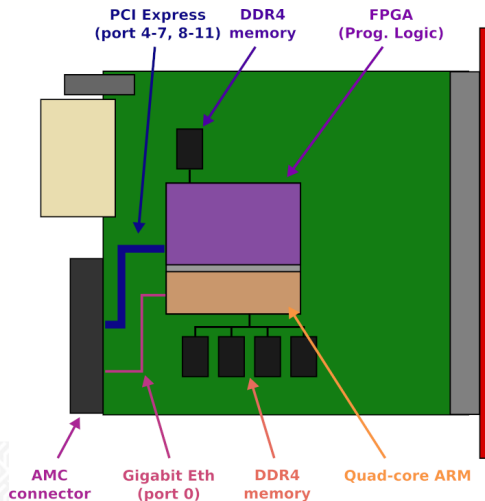 PCI Express
(port 4-7, 8-11)
DDR4
memory
FPGA
(Prog. Logic)
AMC
connector
Gigabit Eth
(port 0)
DDR4
memory
Quad-core ARM